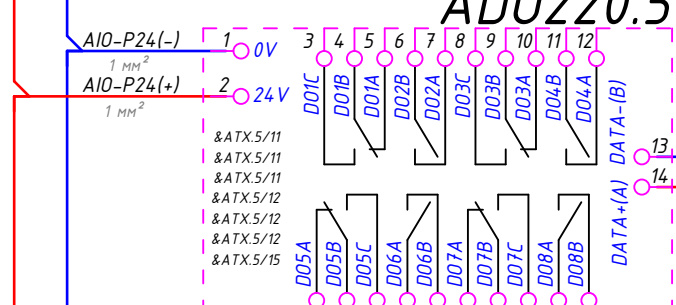 ADU220.5
AIO-P24(-)
1 мм²
1
0V
AIO-P24(+)
1 мм²
2
24V
3 4 5 6 7 8 9 10 11 12
DO1C DO1B DO1A DO2B DO2A DO3C DO3B DO3A DO4B DO4A
DATA-(B)
13
DATA+(A)
14
&ATX.5/11
&ATX.5/11
&ATX.5/11
&ATX.5/12
&ATX.5/12
&ATX.5/12
&ATX.5/15
DO5A DO5B DO5C DO6A DO6B DO7A DO7B DO7C DO8A DO8B